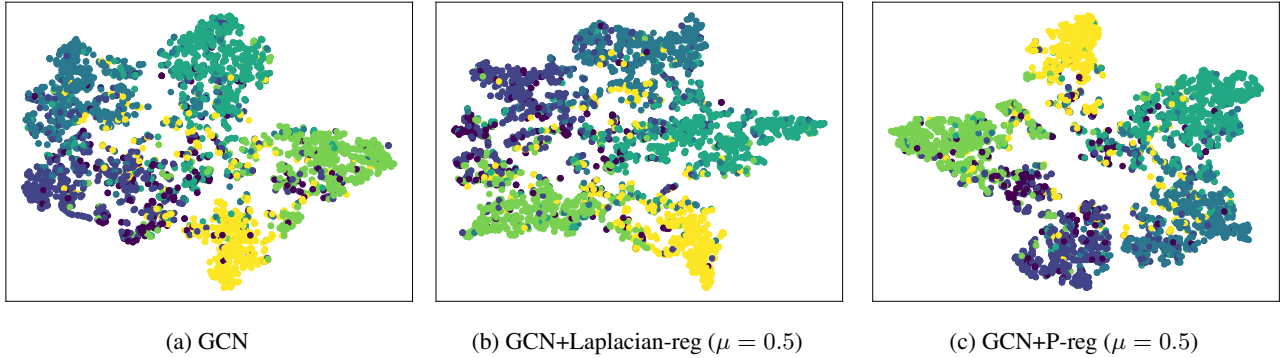 (a) GCN
(b) GCN+Laplacian-reg (μ = 0.5)
(c) GCN+P-reg (μ = 0.5)